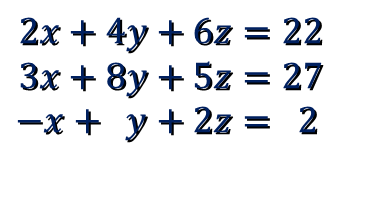 2x + 4y + 6z = 22
3x + 8y + 5z = 27
−x + y + 2z = 2